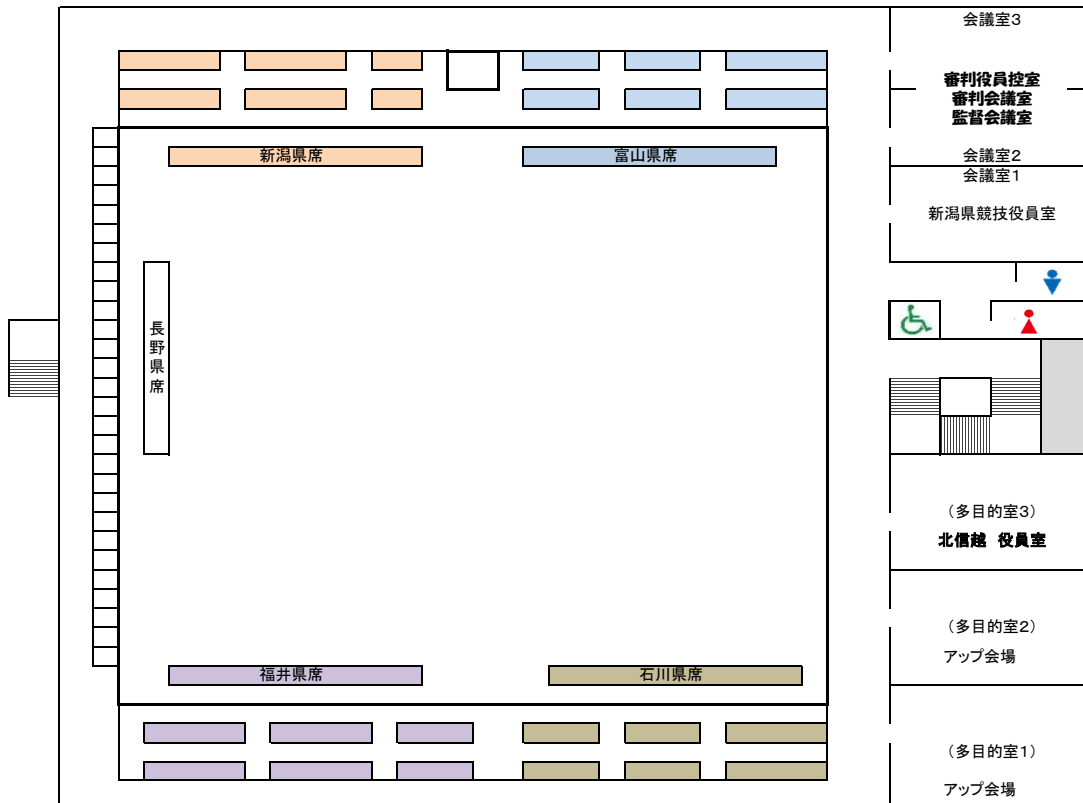 会議室3
審判役員控室
審判会議室
監督会議室
会議室2
会議室1
新潟県競技役員室
新潟県席
富山県席
長野県席
福井県席
石川県席
（多目的室3）
北信越　役員室
（多目的室2）
アップ会場
（多目的室1）
アップ会場